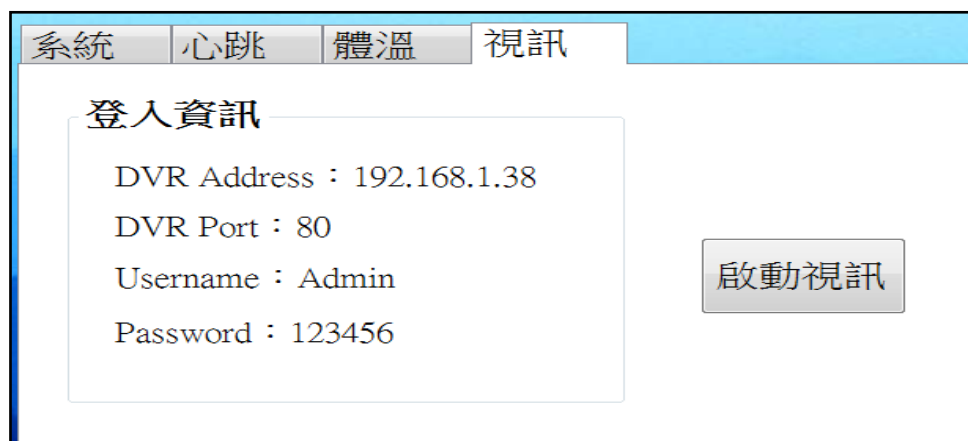 系統 心跳 體溫 視訊
登入資訊
DVR Address：192.168.1.38
DVR Port：80
Username：Admin
Password：123456
啟動視訊